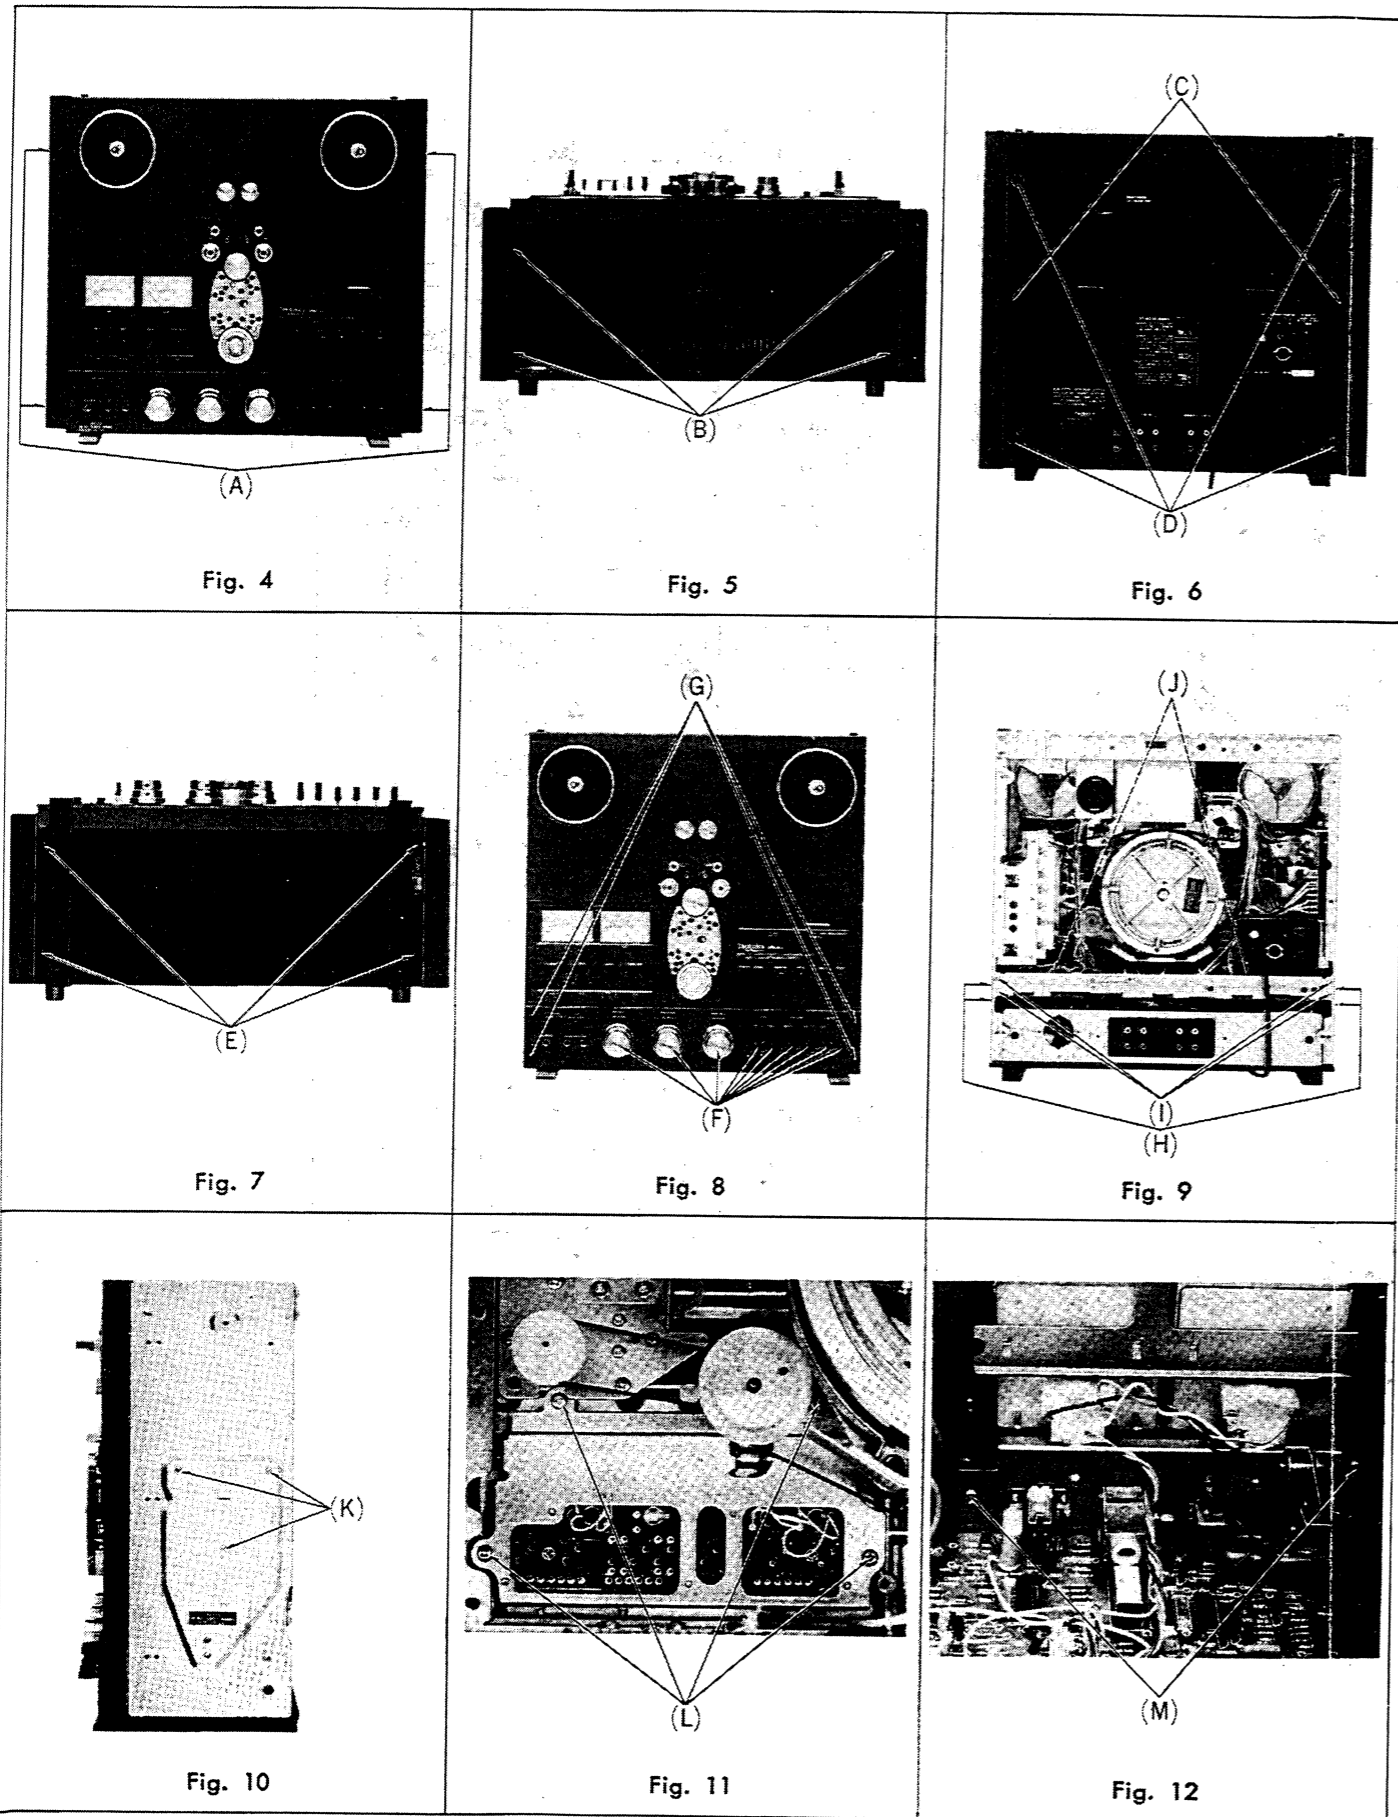 (A)
Fig. 4
(B)
Fig. 5
(C)
(D)
Fig. 6
(E)
Fig. 7
(G)
(F)
Fig. 8
(J)
(I)
(H)
Fig. 9
(K)
Fig. 10
(L)
Fig. 11
(M)
Fig. 12